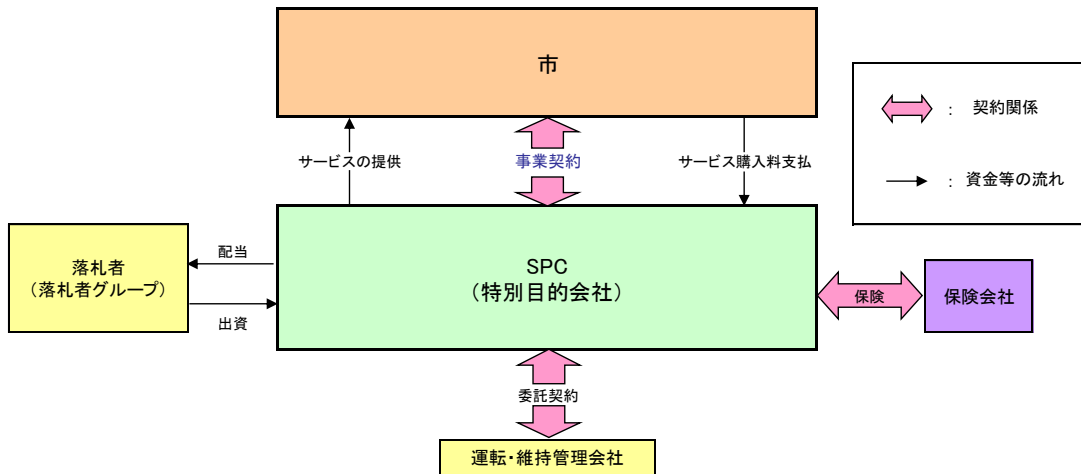 市
： 契約関係
： 資金等の流れ
サービスの提供
事業契約
サービス購入料支払
落札者
（落札者グループ）
配当
出資
SPC
（特別目的会社）
保険
保険会社
委託契約
運転・維持管理会社